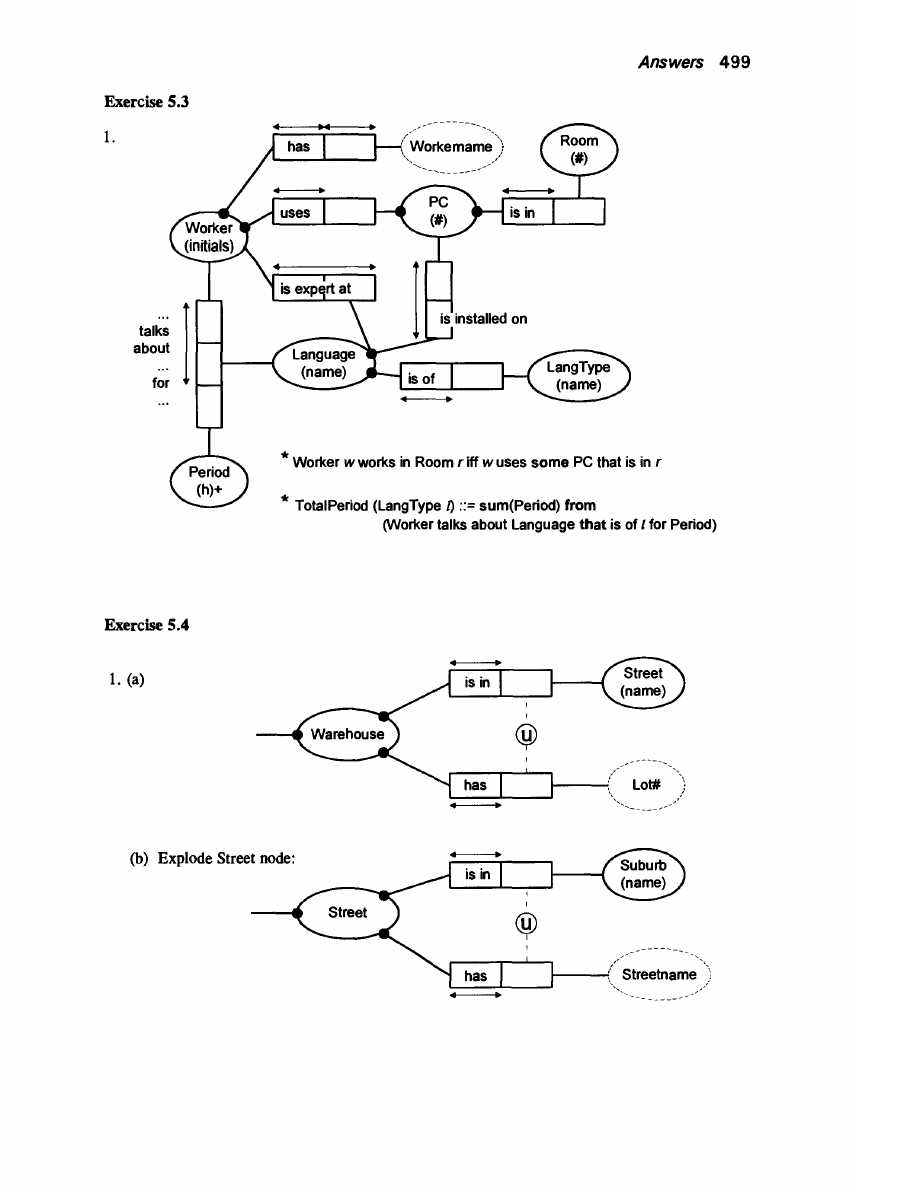 Answers 499
Exercise 5.3
1.
has
Workername
Room
(#)
uses
PC
(#)
is in
Worker
(initials)
is expert at
...
talks
about
...
for
...
is installed on
Language
(name)
is of
LangType
(name)
Period
(h)+
* Worker w works in Room r iff w uses some PC that is in r
* TotalPeriod (LangType t) ::= sum(Period) from
(Worker talks about Language that is of t for Period)
Exercise 5.4
1. (a)
is in
Street
(name)
Warehouse
u
has
Lot#
(b) Explode Street node:
is in
Suburb
(name)
Street
u
has
Streetname